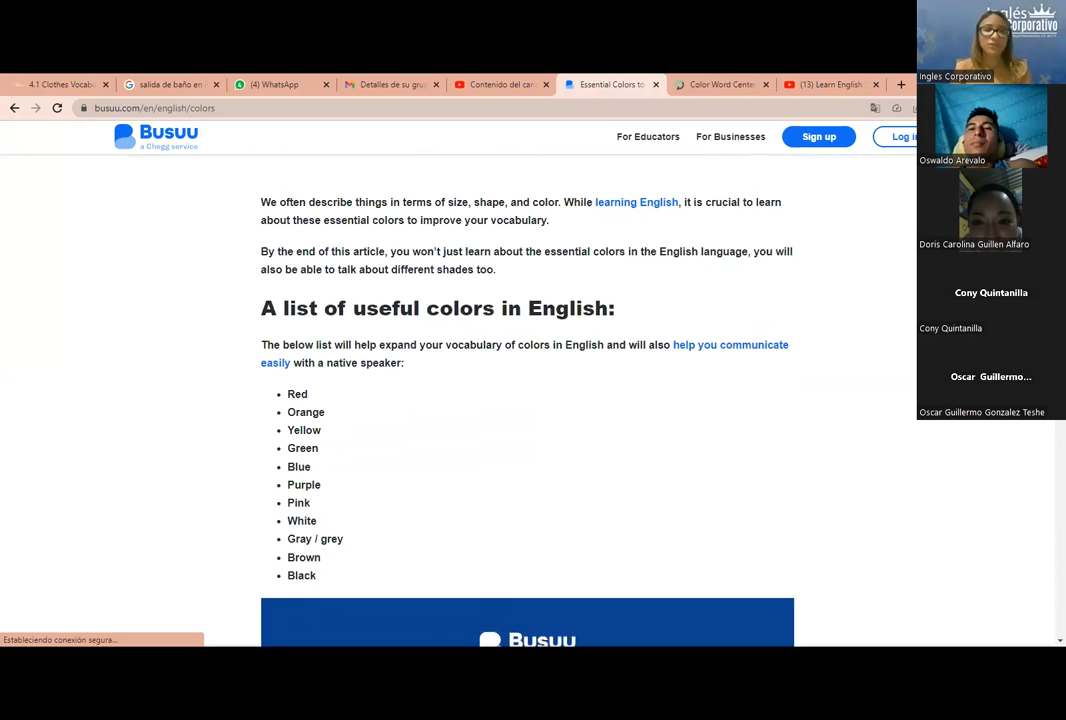 Inglés
Corporativo
Ingles Corporativo
4.1 Clothes Vocabu
salida de baño en
(4) WhatsApp
Detalles de su gru
Contenido del car
Essential Colors to
Color Word Center
(13) Learn English
busuu.com/en/english/colors
Oswaldo Arevalo
Busuu
a Chegg service
For Educators
For Businesses
Sign up
Log in
We often describe things in terms of size, shape, and color. While learning English, it is crucial to learn
about these essential colors to improve your vocabulary.
By the end of this article, you won’t just learn about the essential colors in the English language, you will
also be able to talk about different shades too.
Doris Carolina Guillen Alfaro
A list of useful colors in English:
Cony Quintanilla
Cony Quintanilla
The below list will help expand your vocabulary of colors in English and will also help you communicate
easily with a native speaker:
Oscar Guillermo...
Oscar Guillermo Gonzalez Teshe
• Red
• Orange
• Yellow
• Green
• Blue
• Purple
• Pink
• White
• Gray / grey
• Brown
• Black
Busuu
Estableciendo conexión segura...